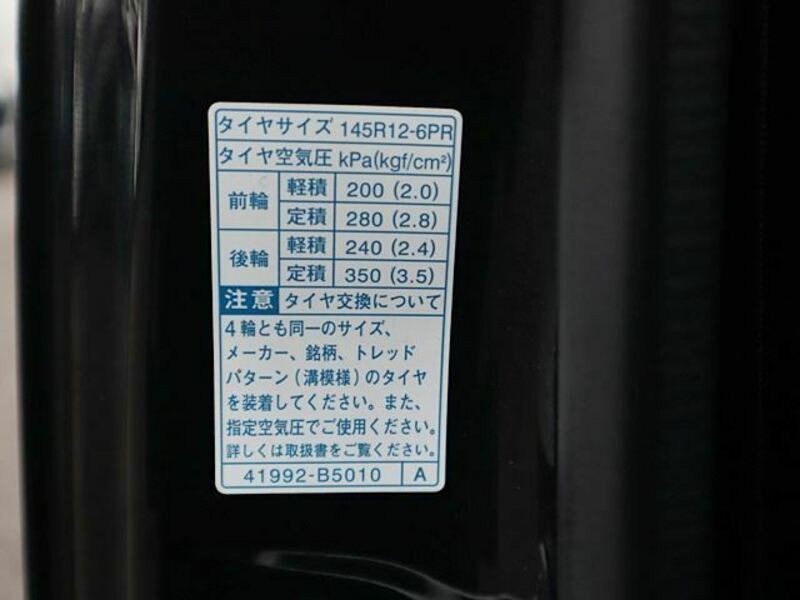 タイヤサイズ 145R12-6PR
タイヤ空気圧 kPa(kgf/cm²)
前輪 軽積 200 (2.0)
定積 280 (2.8)
後輪 軽積 240 (2.4)
定積 350 (3.5)
注意 タイヤ交換について
4輪とも同一のサイズ、
メーカー、銘柄、トレッド
パターン(溝模様)のタイヤ
を装着してください。また、
指定空気圧でご使用ください。
詳しくは取扱書をご覧ください。
41992-B5010 A